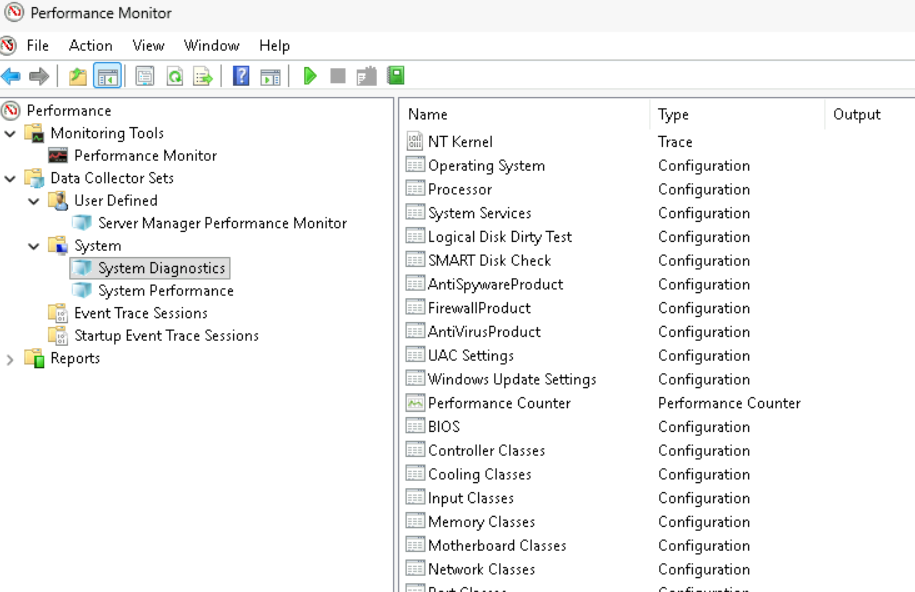 Performance Monitor
File Action View Window Help
Performance
Monitoring Tools
Performance Monitor
Data Collector Sets
User Defined
Server Manager Performance Monitor
System
System Diagnostics
System Performance
Event Trace Sessions
Startup Event Trace Sessions
Reports
Name Type Output
NT Kernel Trace
Operating System Configuration
Processor Configuration
System Services Configuration
Logical Disk Dirty Test Configuration
SMART Disk Check Configuration
AntiSpywareProduct Configuration
FirewallProduct Configuration
AntiVirusProduct Configuration
UAC Settings Configuration
Windows Update Settings Configuration
Performance Counter Performance Counter
BIOS Configuration
Controller Classes Configuration
Cooling Classes Configuration
Input Classes Configuration
Memory Classes Configuration
Motherboard Classes Configuration
Network Classes Configuration